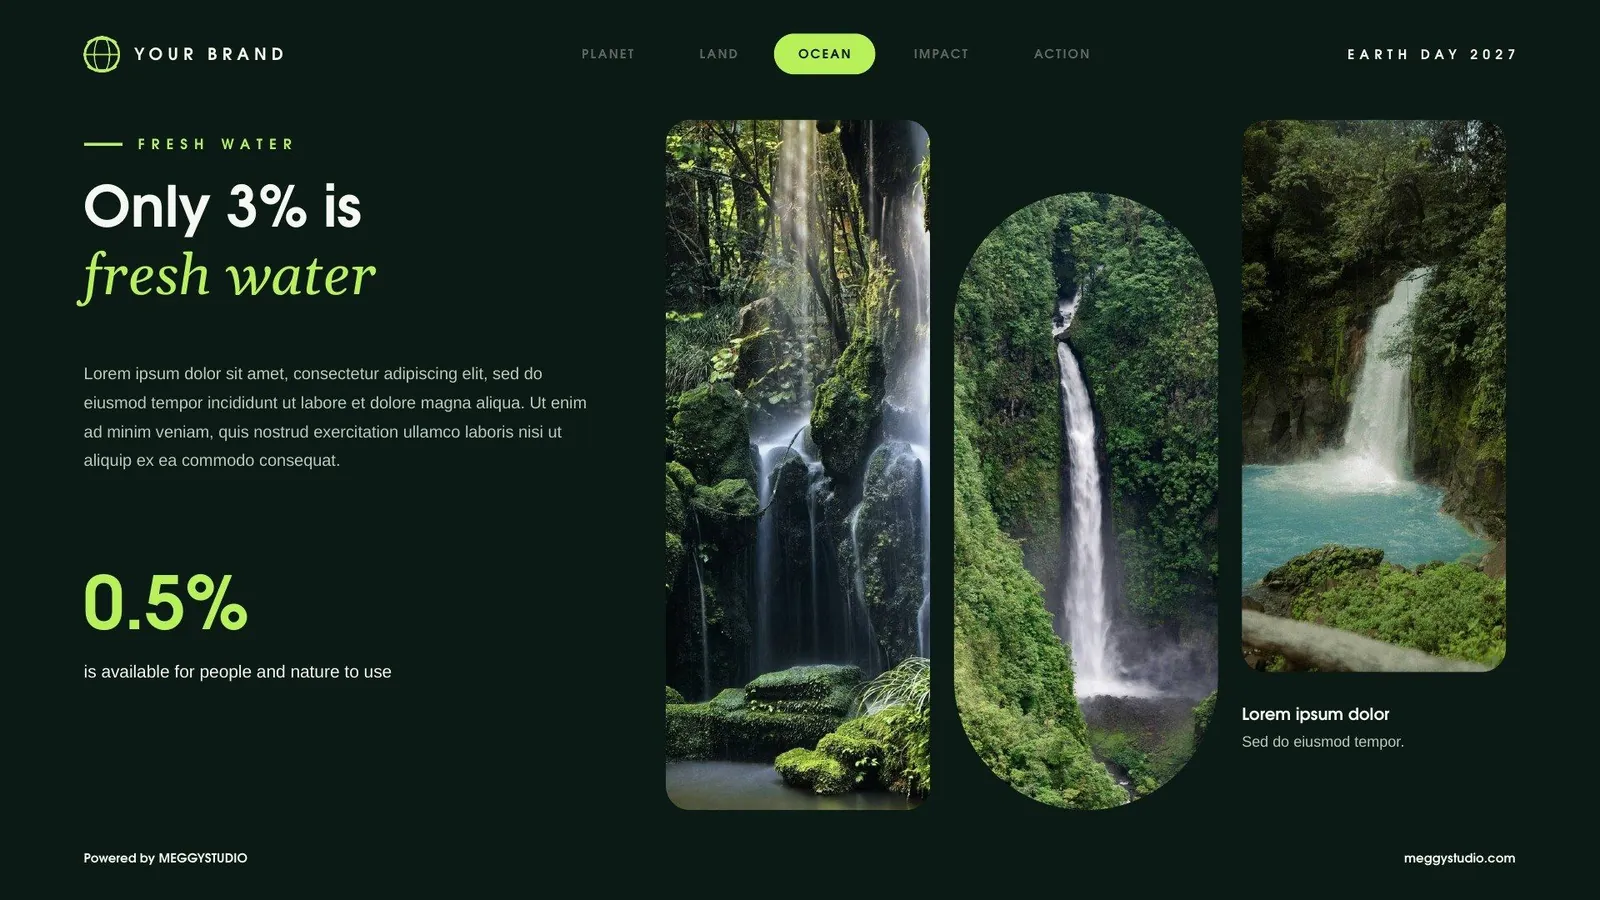 YOUR BRAND
PLANET
LAND
OCEAN
IMPACT
ACTION
EARTH DAY 2027
FRESH WATER
Only 3% is
fresh water
Lorem ipsum dolor sit amet, consectetur adipiscing elit, sed do
eiusmod tempor incididunt ut labore et dolore magna aliqua. Ut enim
ad minim veniam, quis nostrud exercitation ullamco laboris nisi ut
aliquip ex ea commodo consequat.
0.5%
is available for people and nature to use
Lorem ipsum dolor
Sed do eiusmod tempor.
Powered by MEGGYSTUDIO
meggystudio.com